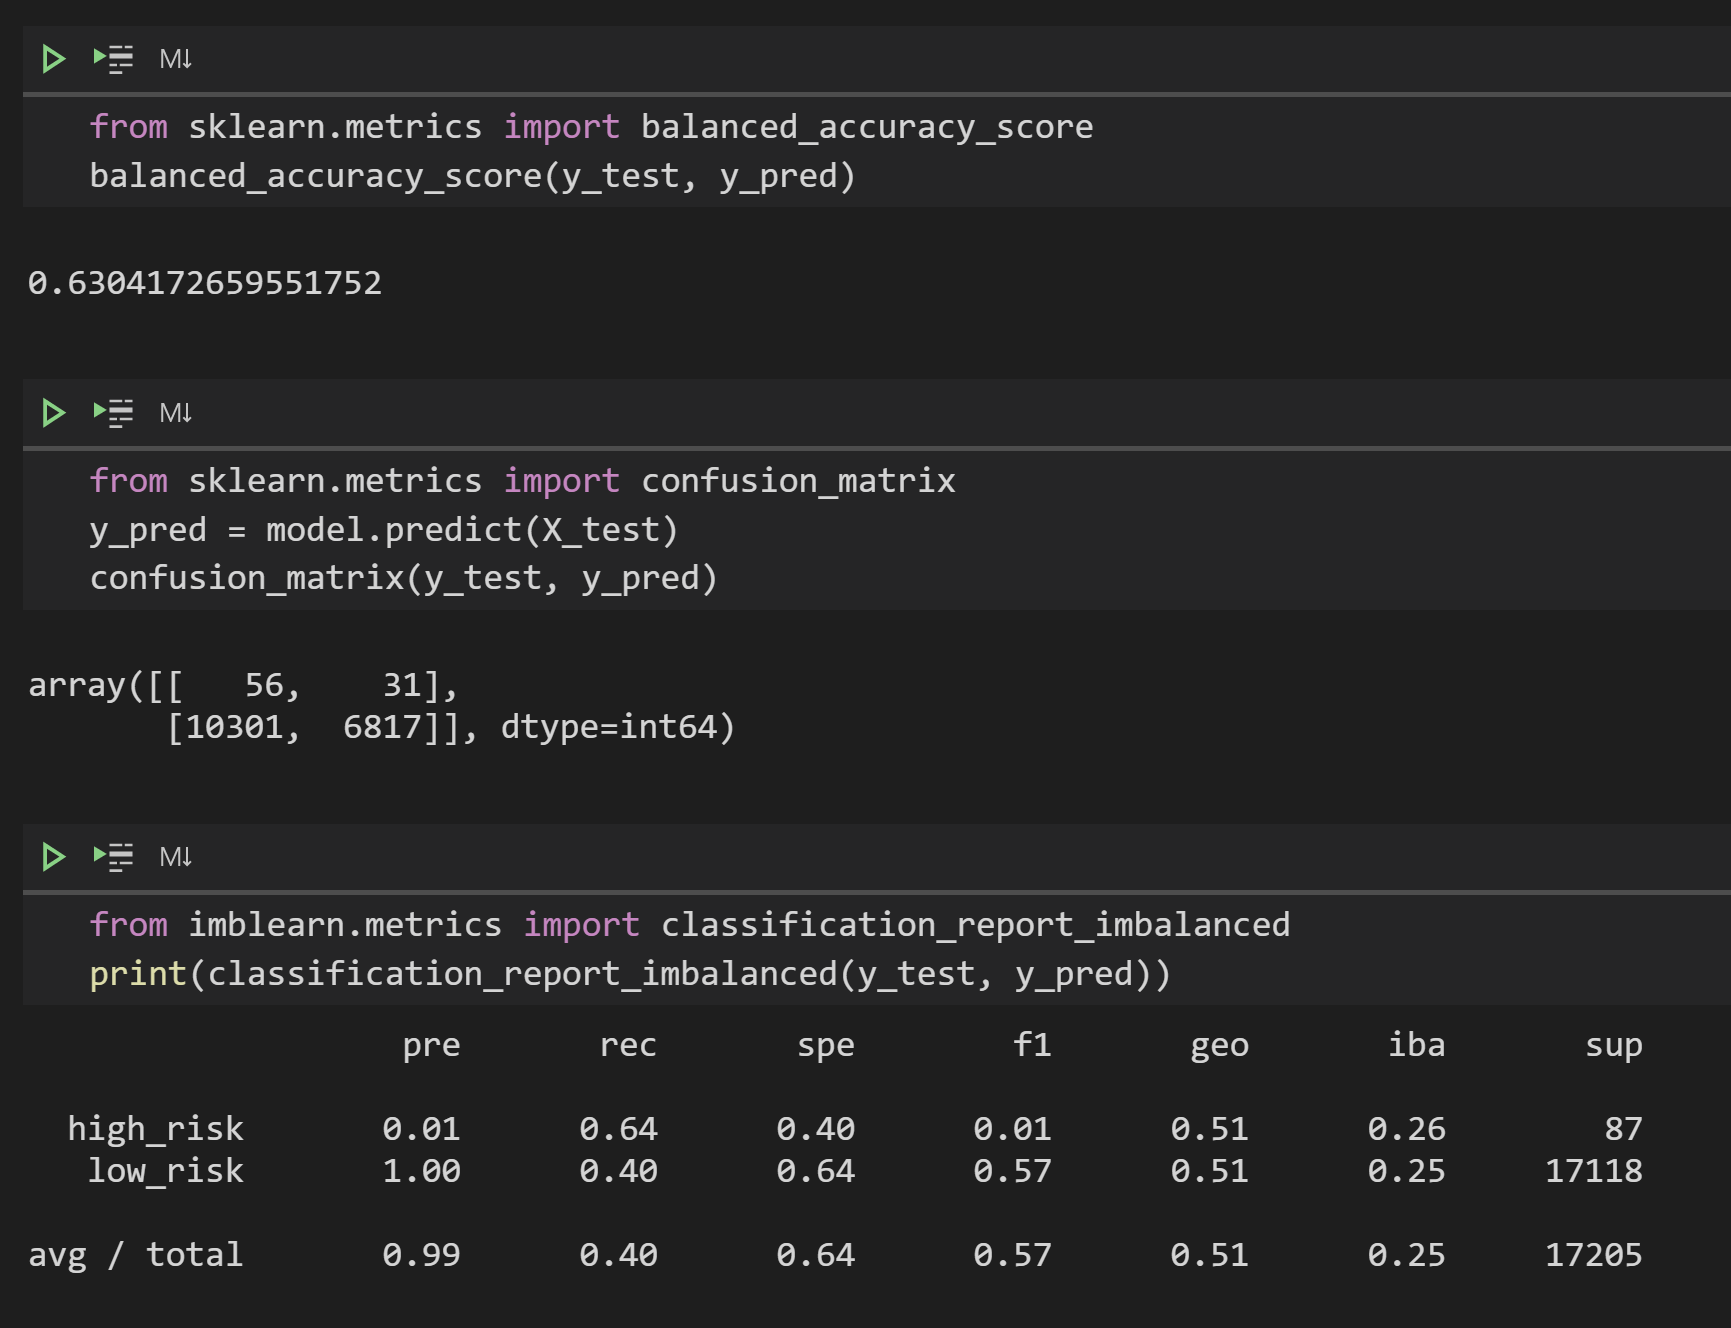 M↓
from sklearn.metrics import balanced_accuracy_score
balanced_accuracy_score(y_test, y_pred)
0.6304172659551752
M↓
from sklearn.metrics import confusion_matrix
y_pred = model.predict(X_test)
confusion_matrix(y_test, y_pred)
array([[   56,    31],
       [10301,  6817]], dtype=int64)
M↓
from imblearn.metrics import classification_report_imbalanced
print(classification_report_imbalanced(y_test, y_pred))
                   pre       rec       spe        f1       geo       iba       sup
  high_risk       0.01      0.64      0.40      0.01      0.51      0.26        87
   low_risk       1.00      0.40      0.64      0.57      0.51      0.25     17118
avg / total       0.99      0.40      0.64      0.57      0.51      0.25     17205